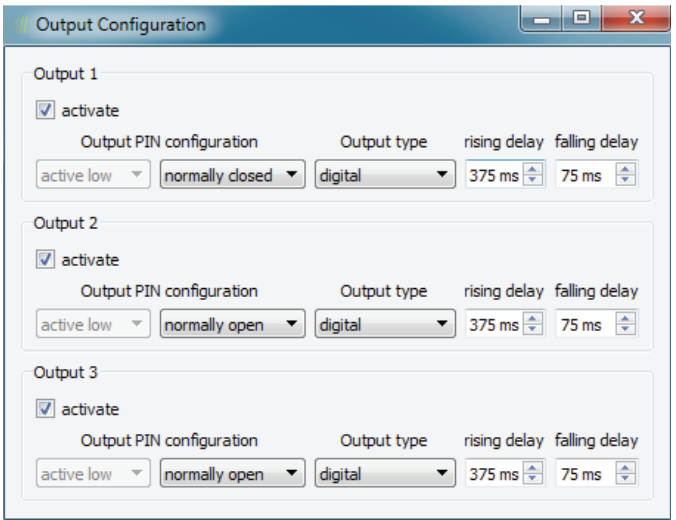 Output Configuration
Output 1
activate
Output PIN configuration Output type rising delay falling delay
active low normally closed digital 375 ms 75 ms
Output 2
activate
Output PIN configuration Output type rising delay falling delay
active low normally open digital 375 ms 75 ms
Output 3
activate
Output PIN configuration Output type rising delay falling delay
active low normally open digital 375 ms 75 ms